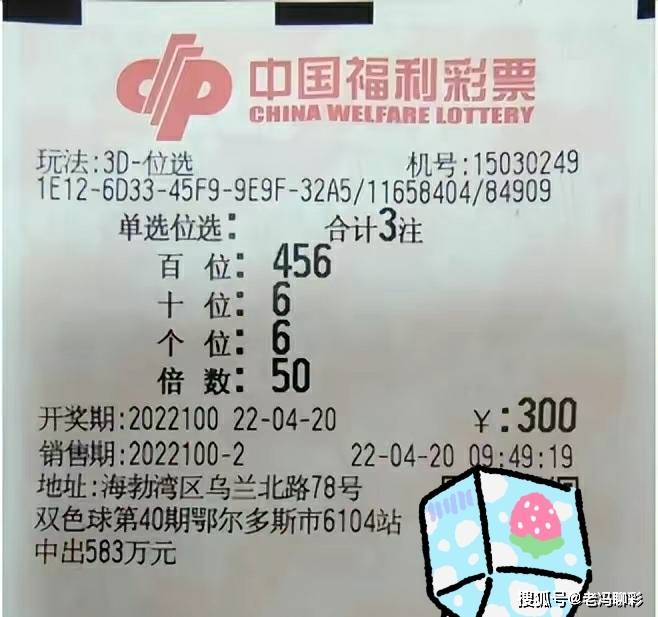 中国福利彩票
CHINA WELFARE LOTTERY
玩法:3D-位选 机号:15030249
1E12-6D33-45F9-9E9F-32A5/11658404/84909
单选位选: 合计3注
百 位: 456
十 位: 6
个 位: 6
倍 数: 50
开奖期:2022100 22-04-20 ¥:300
销售期:2022100-2 22-04-20 09:49:19
地址:海勃湾区乌兰北路78号
双色球第40期鄂尔多斯市6104站
中出583万元
搜狐号@老冯聊彩